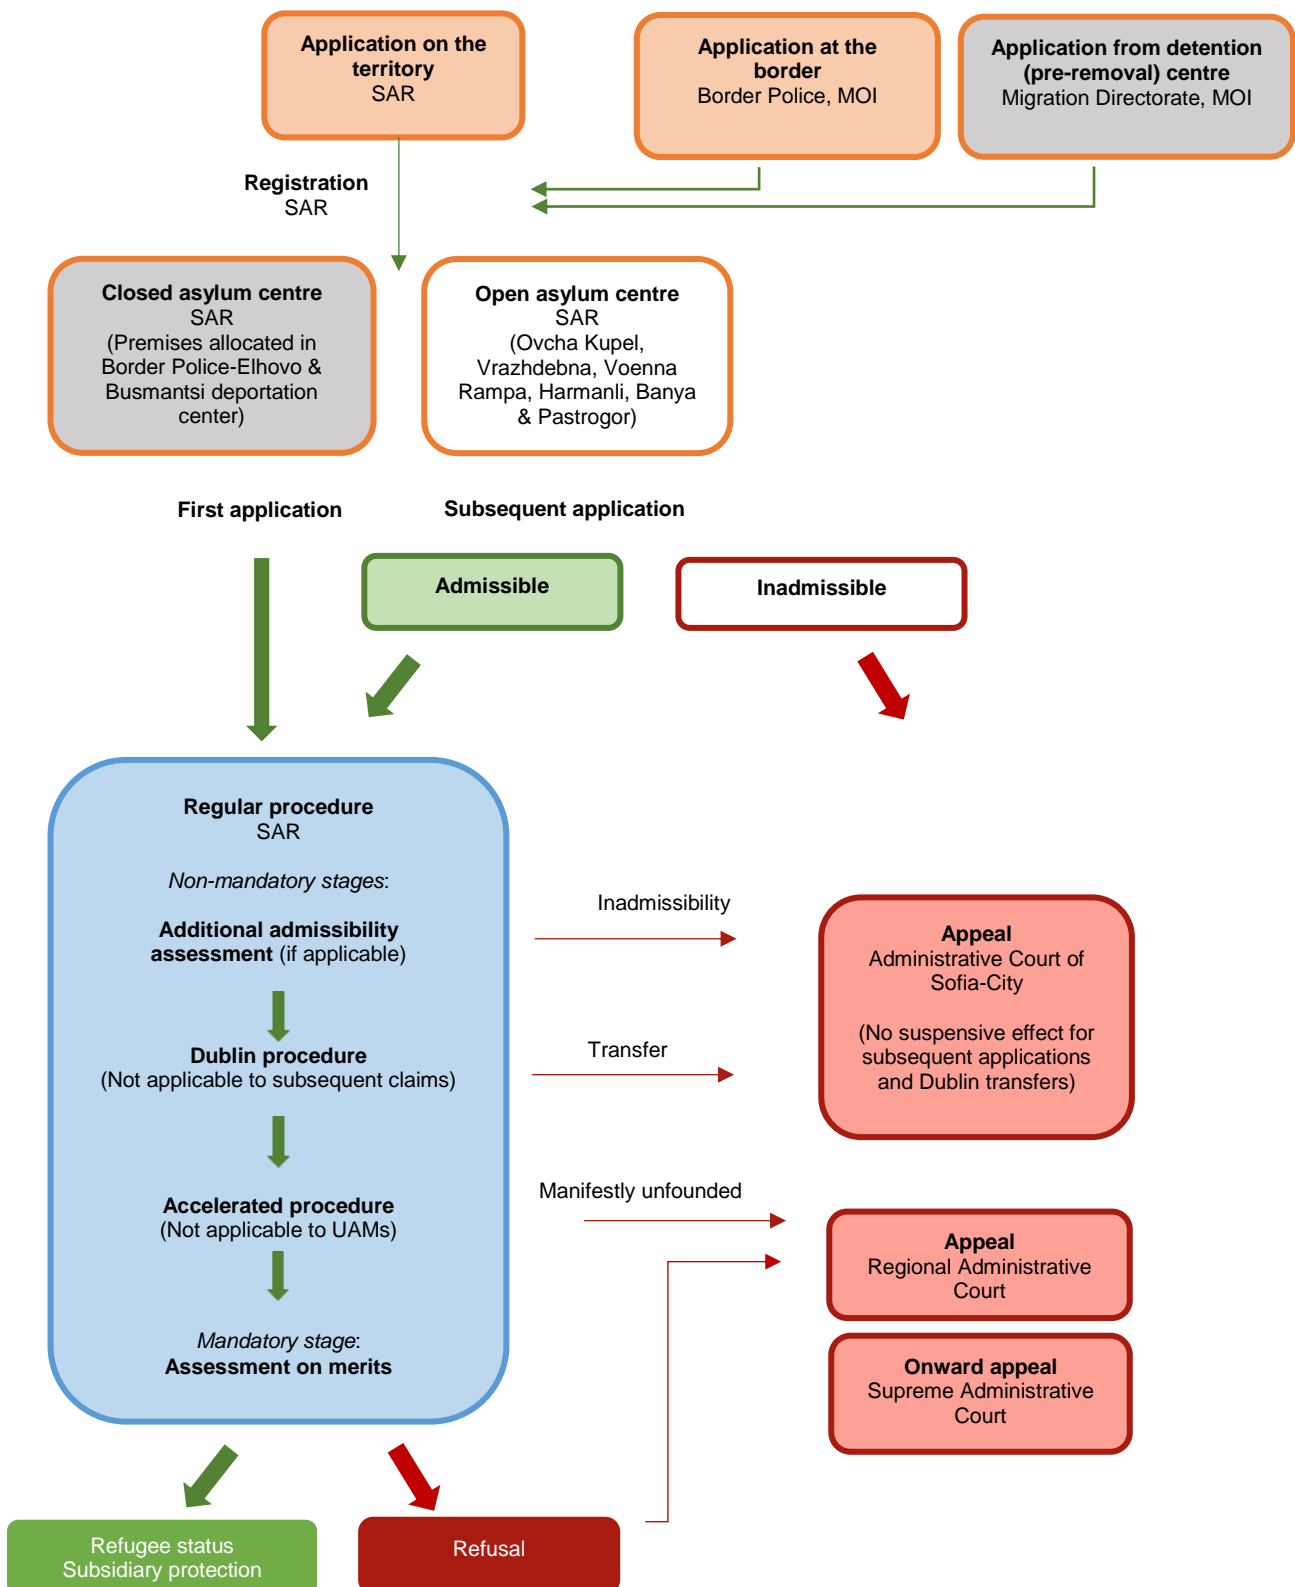 Application on the
territory
SAR
Application at the
border
Border Police, MOI
Application from detention
(pre-removal) centre
Migration Directorate, MOI
Registration
SAR
Closed asylum centre
SAR
(Premises allocated in
Border Police-Elhovo &
Busmantsi deportation
center)
Open asylum centre
SAR
(Ovcha Kupel,
Vrazhdebna, Voenna
Rampa, Harmanli, Banya
& Pastrogor)
First application
Subsequent application
Admissible
Inadmissible
Regular procedure
SAR
Non-mandatory stages:
Additional admissibility
assessment (if applicable)
Dublin procedure
(Not applicable to subsequent claims)
Accelerated procedure
(Not applicable to UAMs)
Mandatory stage:
Assessment on merits
Inadmissibility
Transfer
Manifestly unfounded
Appeal
Administrative Court of
Sofia-City
(No suspensive effect for
subsequent applications
and Dublin transfers)
Appeal
Regional Administrative
Court
Onward appeal
Supreme Administrative
Court
Refugee status
Subsidiary protection
Refusal